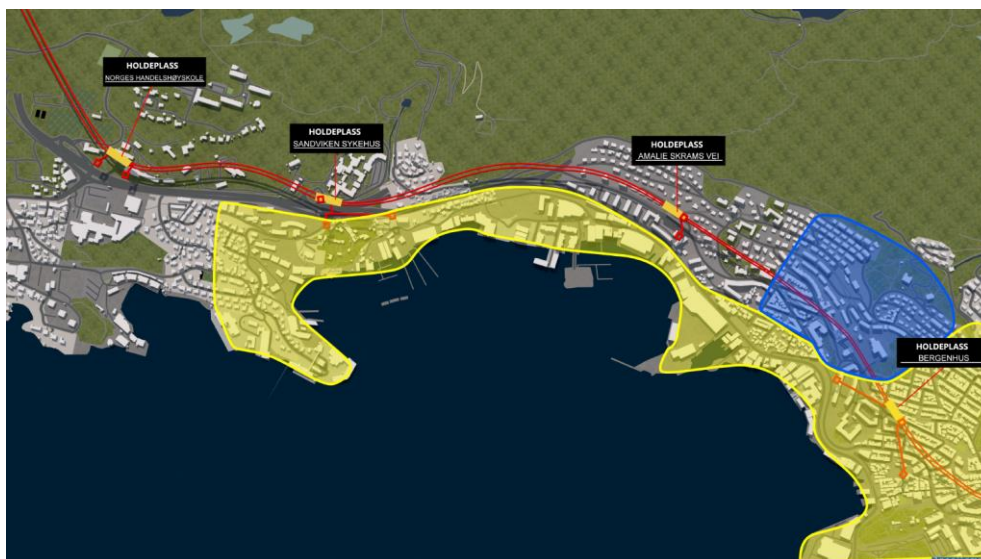 HOLDEPLASS
NORGES HANDELSHØYSKOLE
HOLDEPLASS
SANDVIKEN SYKEHUS
HOLDEPLASS
AMALIE SKRAMS VEI
HOLDEPLASS
BERGENHUS